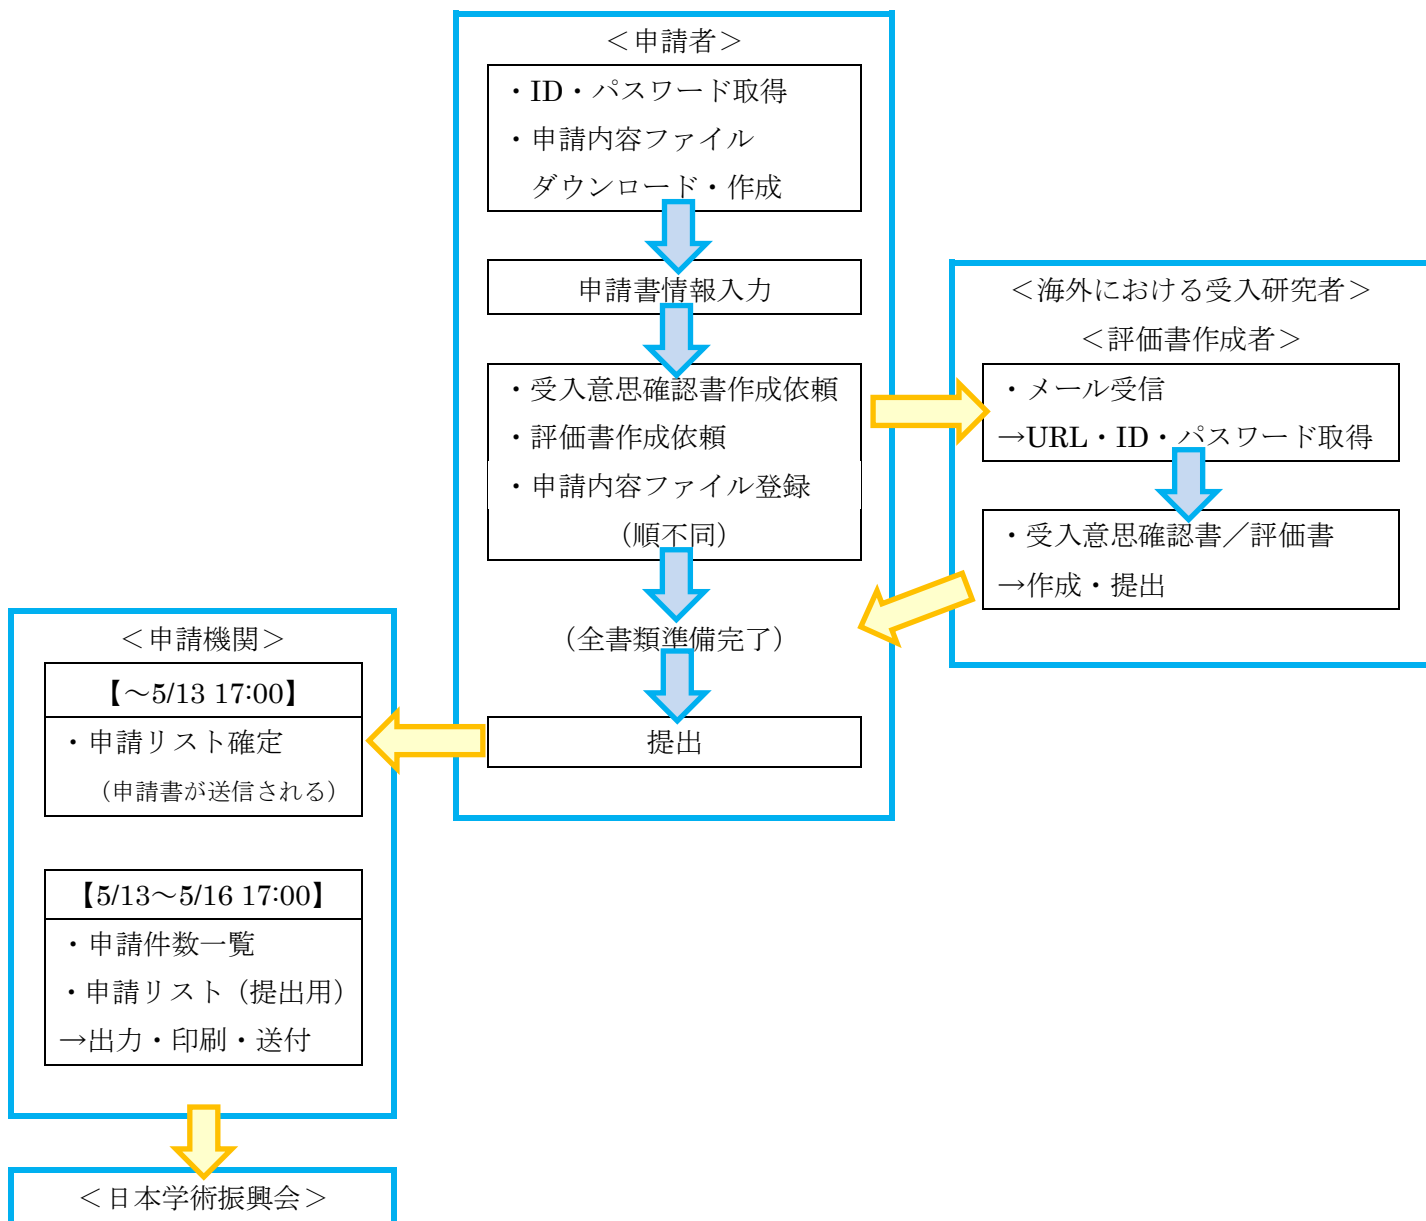 ＜申請者＞
・ID・パスワード取得
・申請内容ファイル
ダウンロード・作成
申請書情報入力
・受入意思確認書作成依頼
・評価書作成依頼
・申請内容ファイル登録
（順不同）
（全書類準備完了）
提出
＜海外における受入研究者＞
＜評価書作成者＞
・メール受信
→URL・ID・パスワード取得
・受入意思確認書／評価書
→作成・提出
＜申請機関＞
【～5/13 17:00】
・申請リスト確定
（申請書が送信される）
【5/13～5/16 17:00】
・申請件数一覧
・申請リスト（提出用）
→出力・印刷・送付
＜日本学術振興会＞